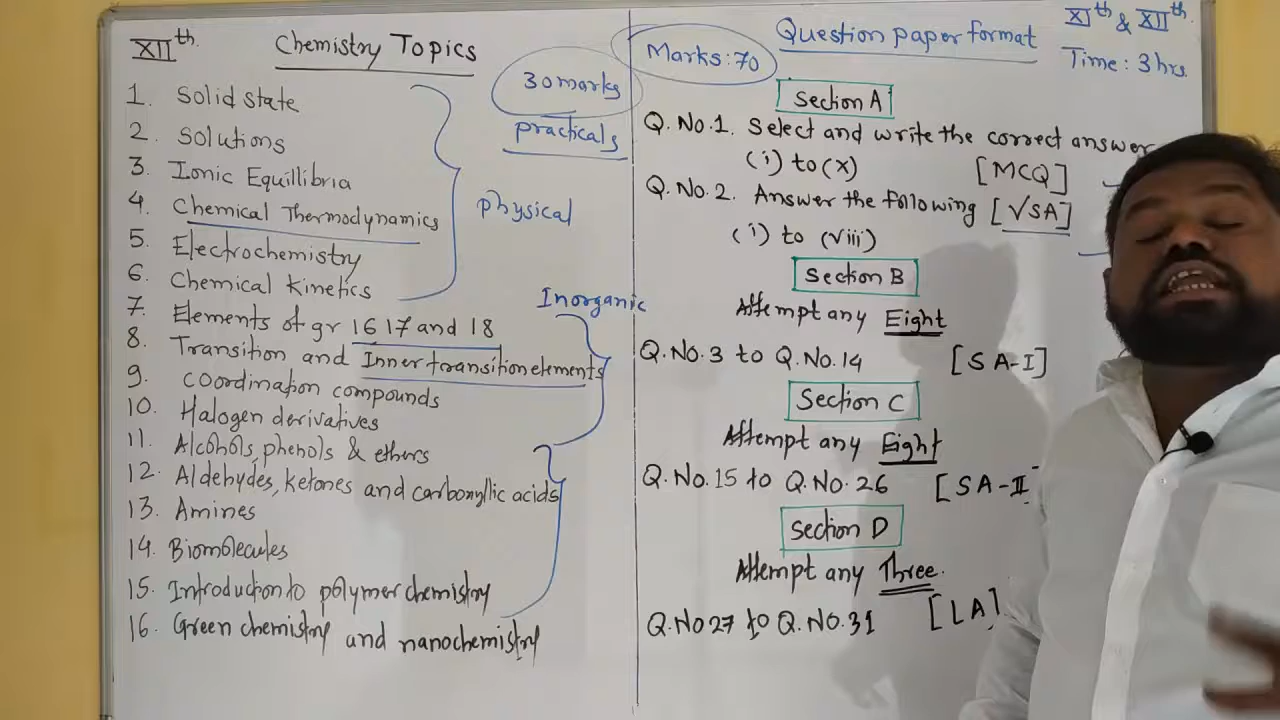 XIIth
Chemistry Topics
1. Solid state
2. Solutions
3. Ionic Equillibria
4. Chemical Thermodynamics
5. Electrochemistry
6. Chemical kinetics
7. Elements of gr 16 17 and 18
8. Transition and Inner transition elements
9. Coordination compounds
10. Halogen derivatives
11. Alcohols, phenols & ethers
12. Aldehydes, ketones and carboxyllic acids
13. Amines
14. Biomolecules
15. Introduction to polymer chemistry
16. Green chemistry and nanochemistry
physical
Inorganic
30 marks
practicals
Marks: 70
Question paper format
XIth & XIIth
Time: 3 hrs.
Section A
Q. No. 1. Select and write the correct answer
(i) to (x) [MCQ]
Q. No. 2. Answer the following [VSA]
(i) to (viii)
Section B
Attempt any Eight
Q. No. 3 to Q. No. 14 [SA-I]
Section C
Attempt any Eight
Q. No. 15 to Q. No. 26 [SA-II]
Section D
Attempt any Three.
Q. No 27 to Q. No. 31 [LA]